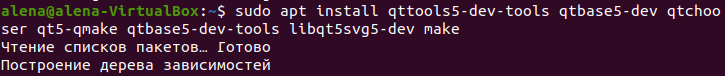 alena@alena-VirtualBox:~$ sudo apt install qttools5-dev-tools qtbase5-dev qtchoo
ser qt5-qmake qtbase5-dev-tools libqt5svg5-dev make
Чтение списков пакетов… Готово
Построение дерева зависимостей